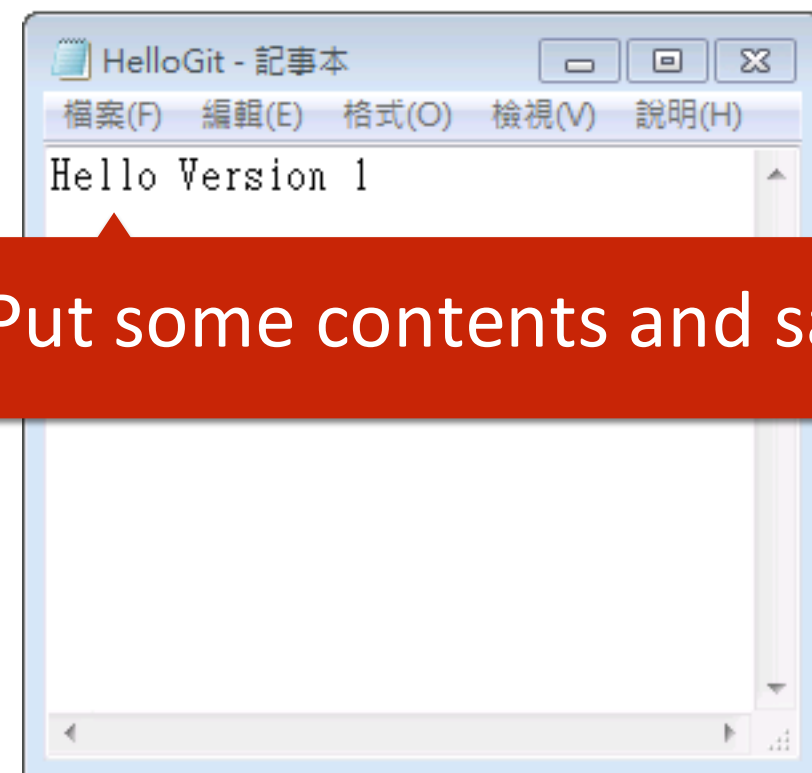 HelloGit - 記事本
檔案(F) 編輯(E) 格式(O) 檢視(V) 說明(H)
Hello Version 1
Put some contents and